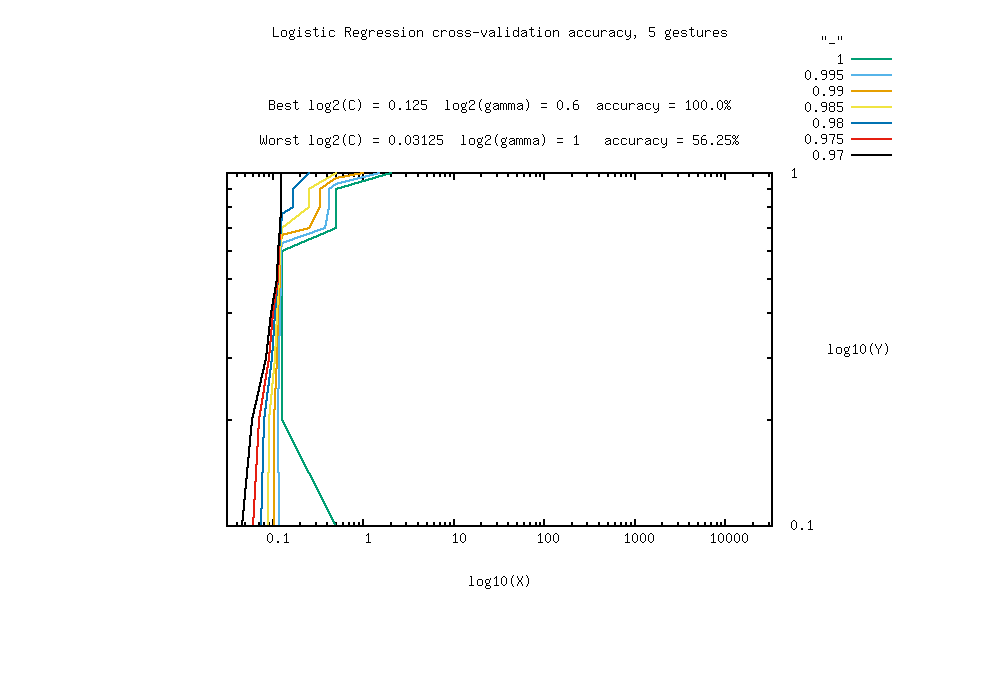 Logistic Regression cross-validation accuracy, 5 gestures
"_"
1
0.995
0.99
0.985
0.98
0.975
0.97
Best log2(C) = 0.125  log2(gamma) = 0.6  accuracy = 100.0%
Worst log2(C) = 0.03125  log2(gamma) = 1   accuracy = 56.25%
1
log10(Y)
0.1
0.1 1 10 100 1000 10000
log10(X)